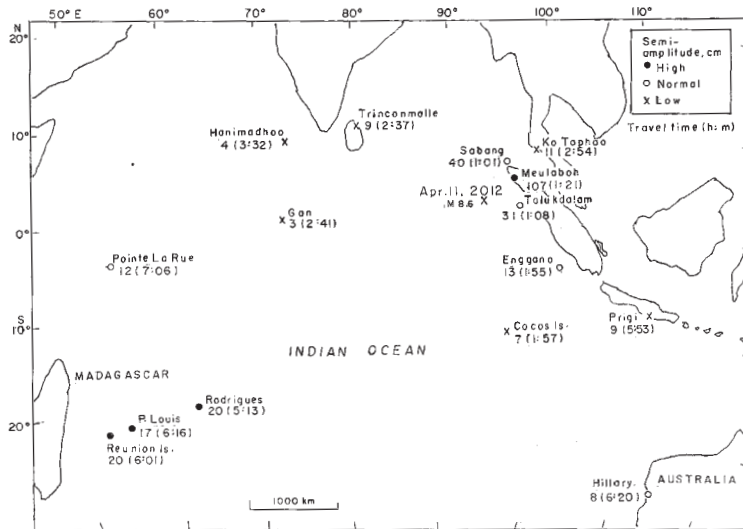 50°E 60° 70° 80° 90° 100° 110° 120°
N
20°
Semi-
amplitude, cm
High
Normal
x Low
Travel time (h:m)
Trinconmalle
9 (2:37)
10°
Hanimadhoo
4 (3:32)
Ko Taphao
11 (2:54)
Sabang
40 (1:01)
Meulaboh
107 (1:21)
Apr. 11, 2012
M 8.6
Telukdalam
31 (1:08)
Gan
3 (2:41)
0°
Pointe La Rue
12 (7:06)
Enggano
13 (1:55)
S
10°
Cocos Is.
7 (1:57)
Prigi
9 (5:53)
INDIAN OCEAN
MADAGASCAR
Rodrigues
20 (5:13)
P. Louis
17 (6:16)
20°
Reunion Is.
20 (6:01)
AUSTRALIA
Hillary.
8 (6:20)
1000 km